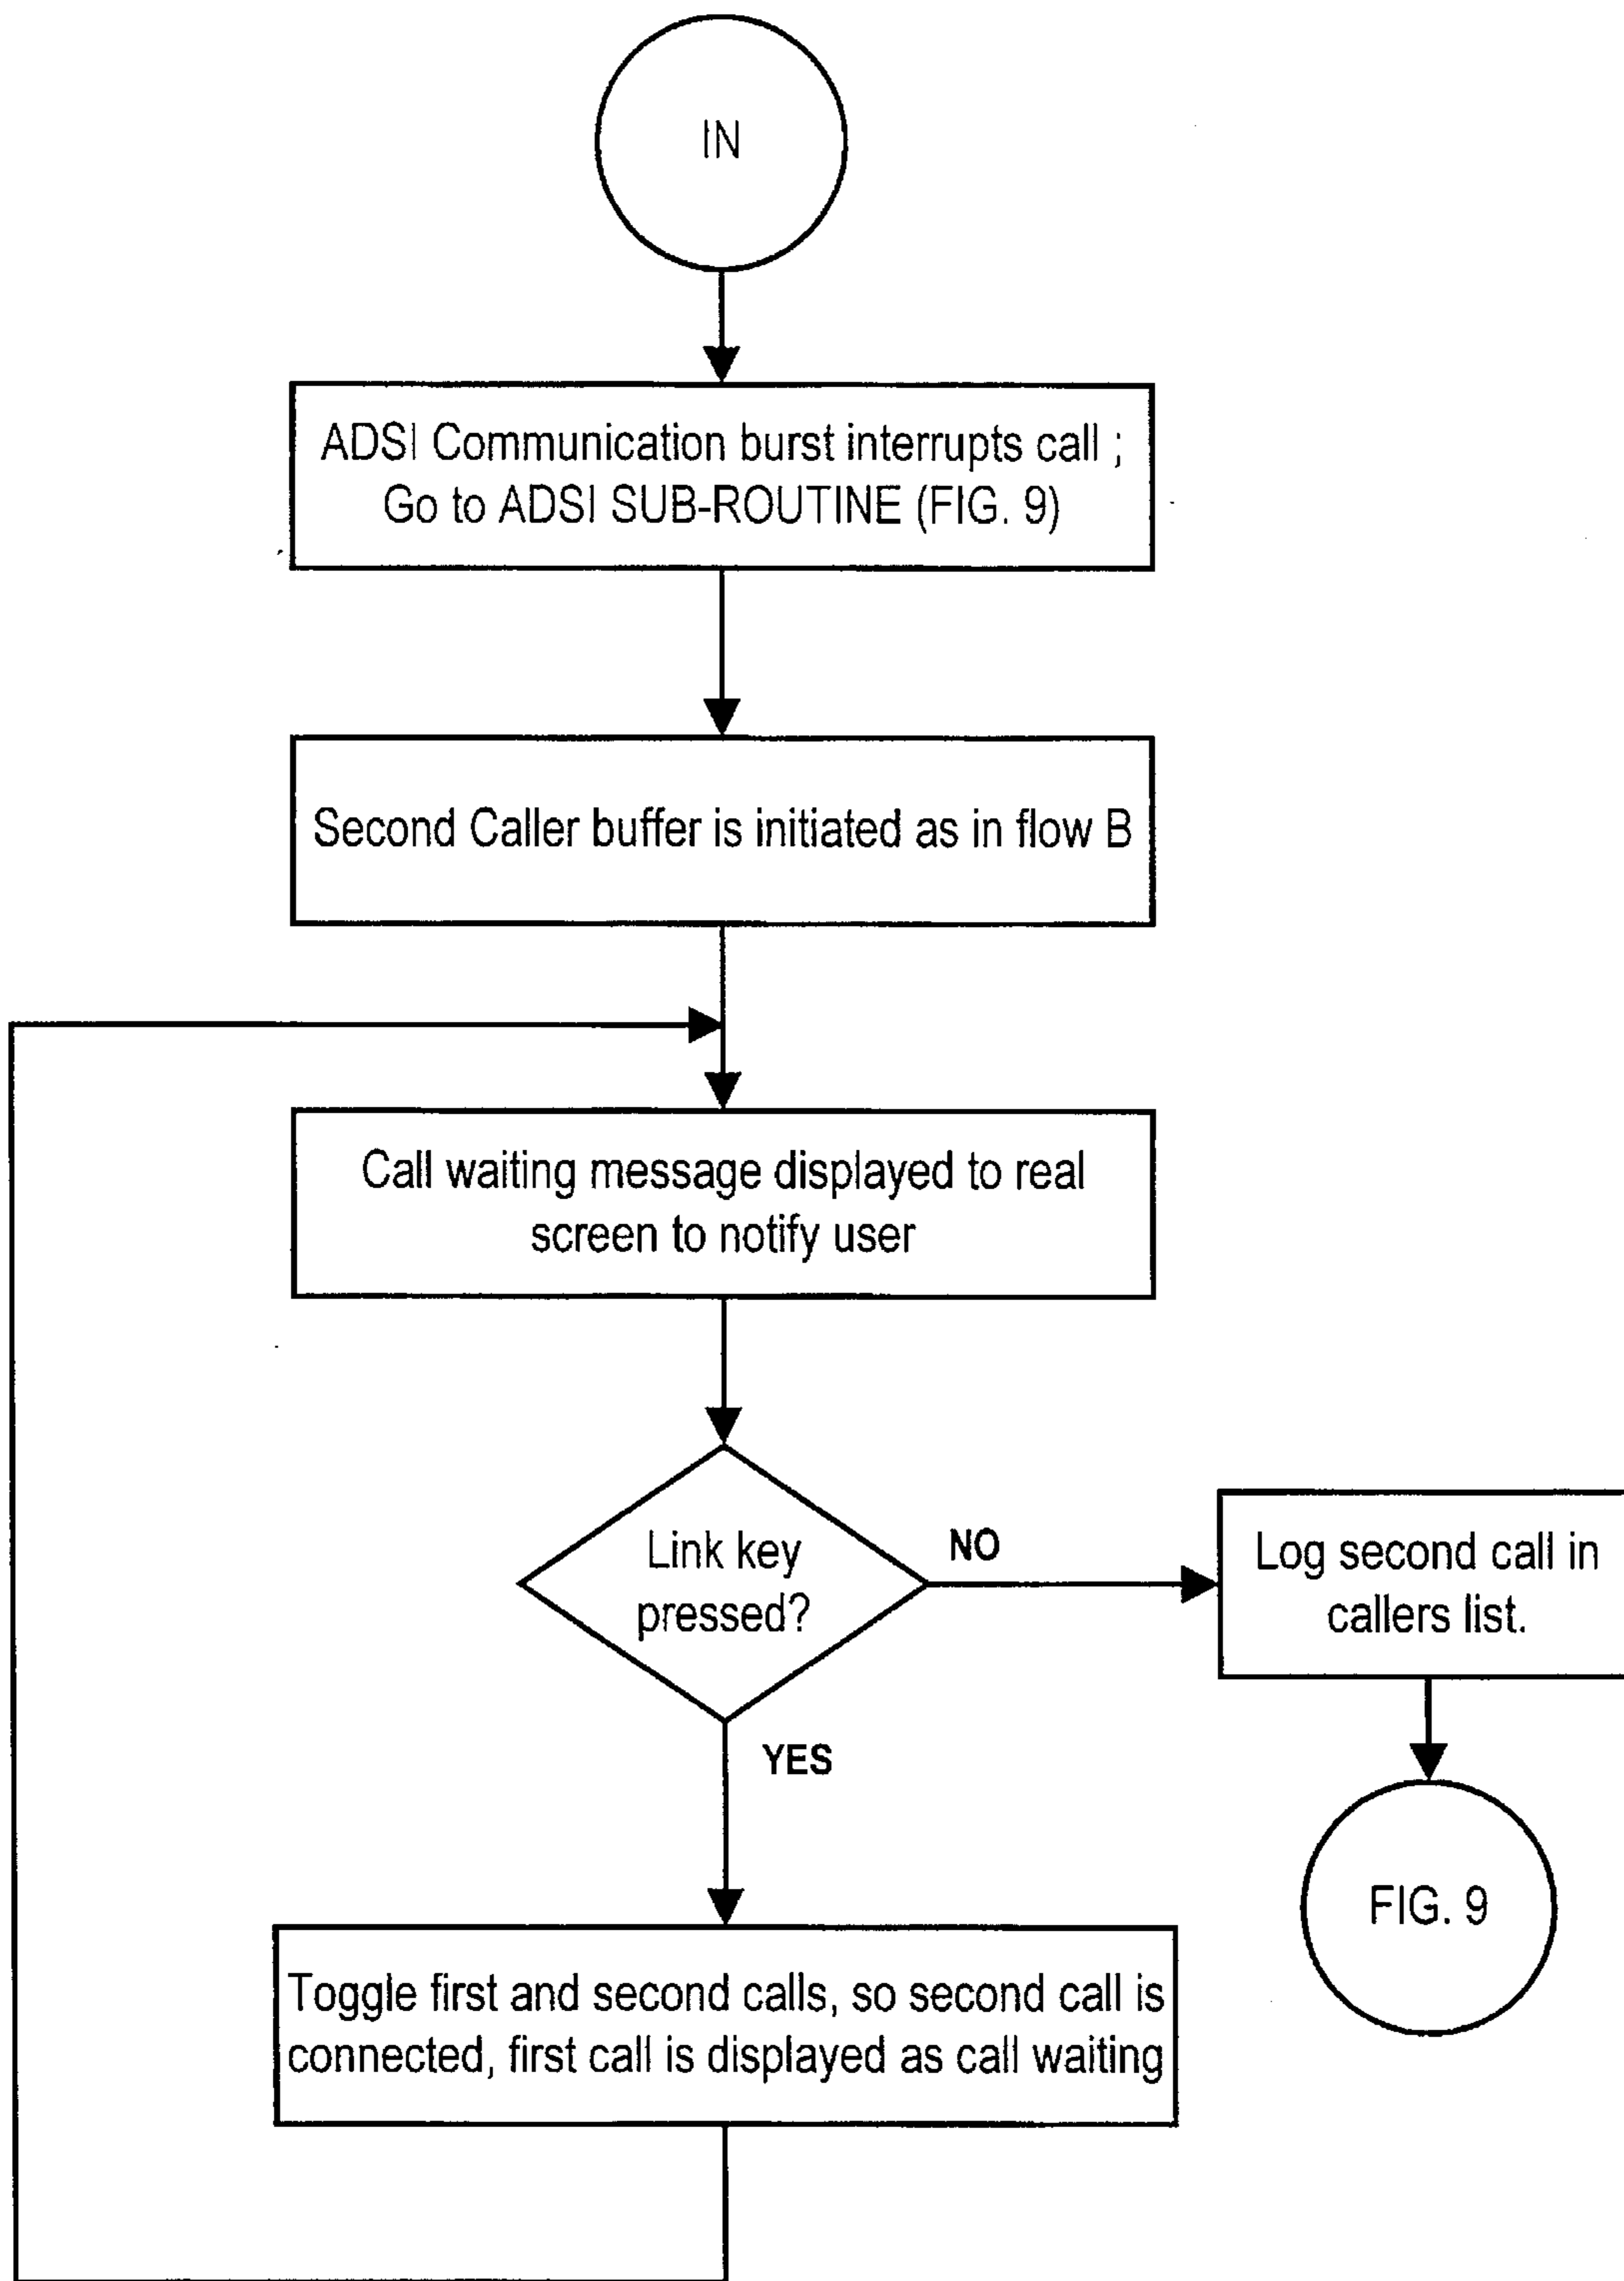 IN
ADSI Communication burst interrupts call ;
Go to ADSI SUB-ROUTINE (FIG. 9)
Second Caller buffer is initiated as in flow B
Call waiting message displayed to real
screen to notify user
Link key
pressed?
NO
Log second call in
callers list.
YES
FIG. 9
Toggle first and second calls, so second call is
connected, first call is displayed as call waiting